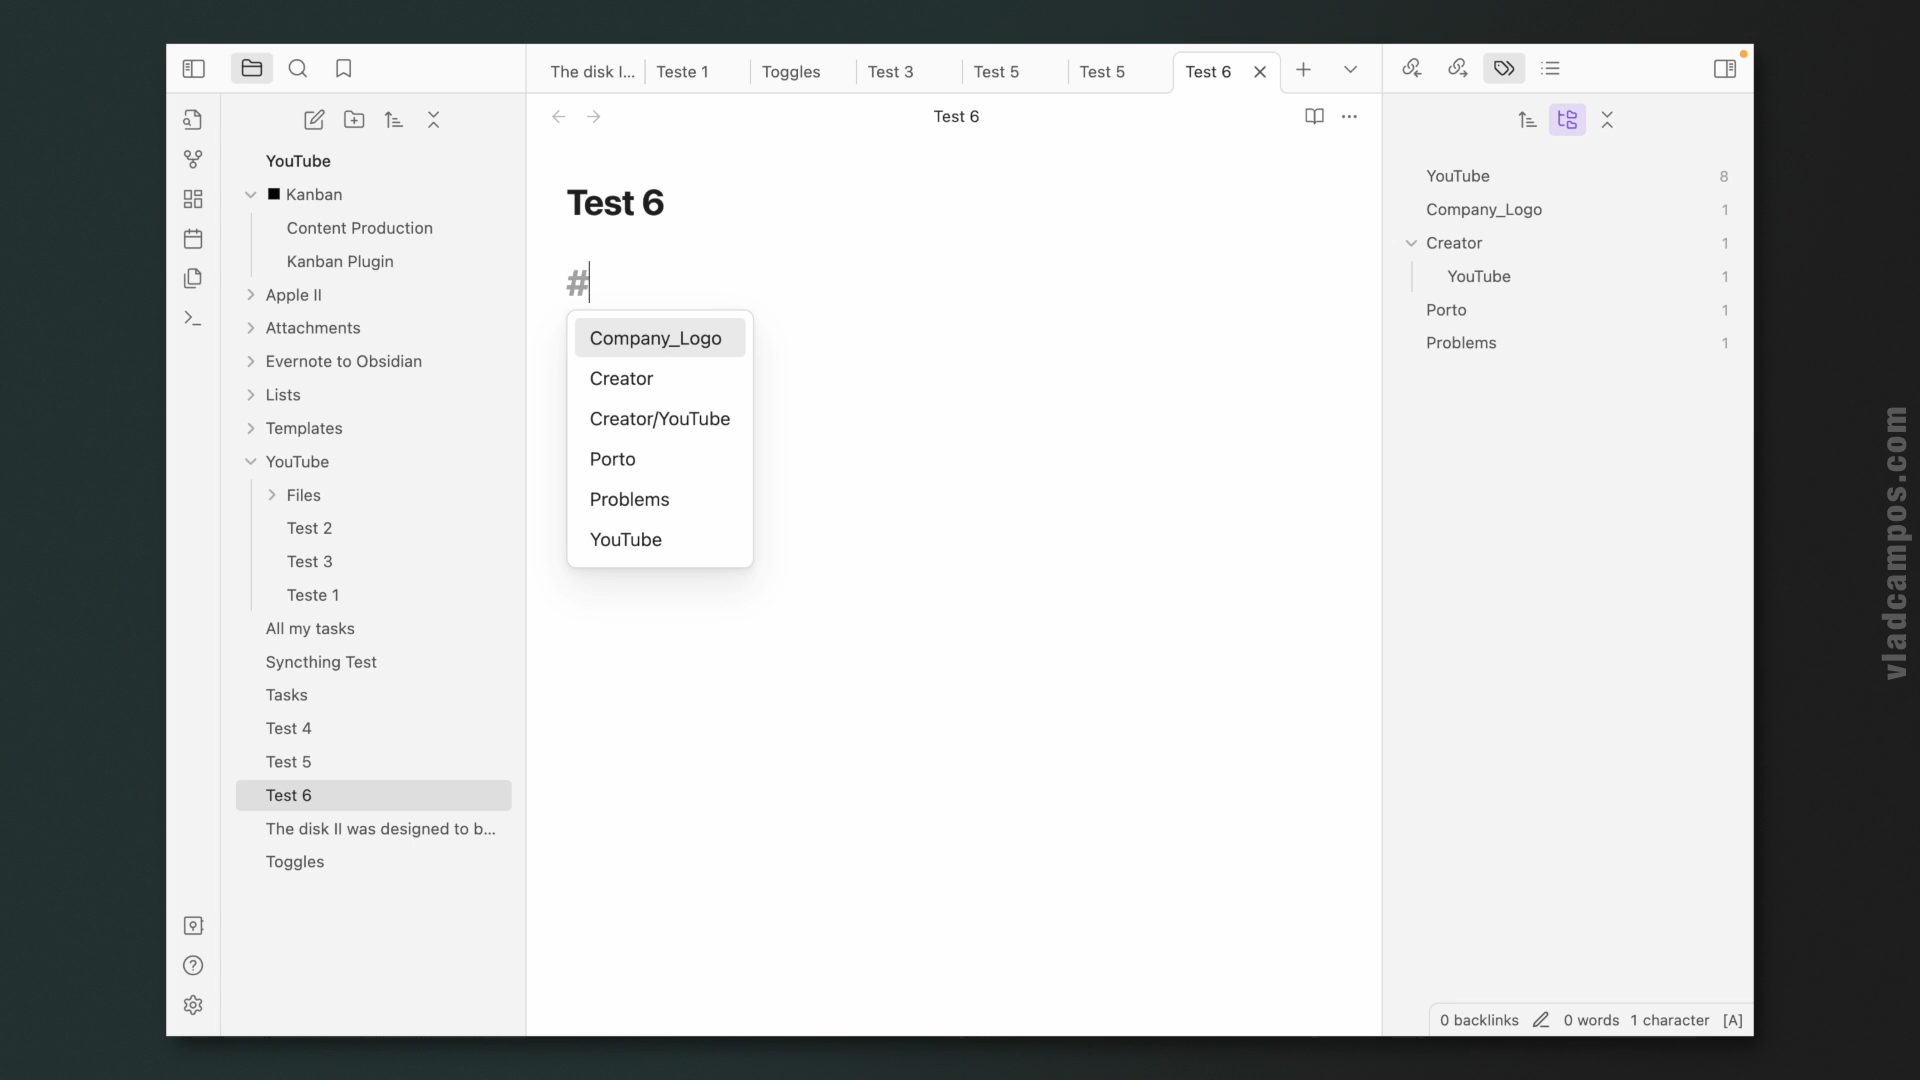 The disk I...
Teste 1
Toggles
Test 3
Test 5
Test 5
Test 6
Test 6
YouTube
Kanban
Content Production
Kanban Plugin
Apple II
Attachments
Evernote to Obsidian
Lists
Templates
YouTube
Files
Test 2
Test 3
Teste 1
All my tasks
Syncthing Test
Tasks
Test 4
Test 5
Test 6
The disk II was designed to b...
Toggles
Test 6
#
Company_Logo
Creator
Creator/YouTube
Porto
Problems
YouTube
YouTube 8
Company_Logo 1
Creator 1
YouTube 1
Porto 1
Problems 1
0 backlinks 0 words 1 character [A]
vladcampos.com